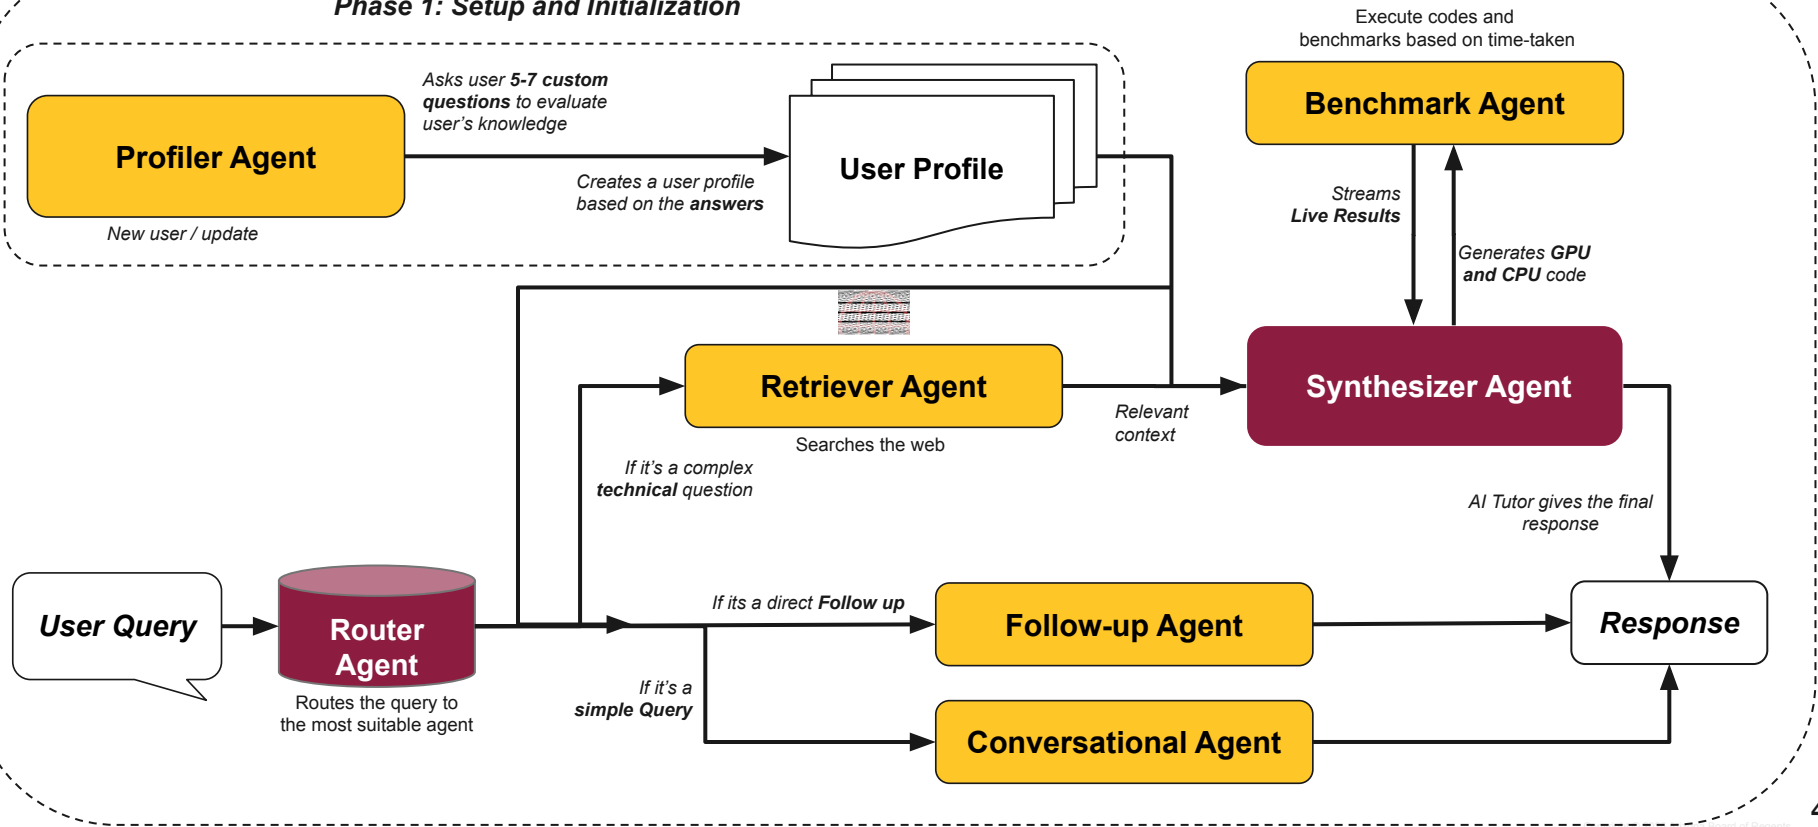 Phase 1: Setup and Initialization
Execute codes and
benchmarks based on time-taken
Asks user 5-7 custom
questions to evaluate
user's knowledge
Profiler Agent
User Profile
Benchmark Agent
Creates a user profile
based on the answers
New user / update
Streams
Live Results
Generates GPU
and CPU code
Retriever Agent
Searches the web
Relevant
context
Synthesizer Agent
If it's a complex
technical question
AI Tutor gives the final
response
User Query
Router
Agent
Routes the query to
the most suitable agent
If its a direct Follow up
Follow-up Agent
Response
If it's a
simple Query
Conversational Agent